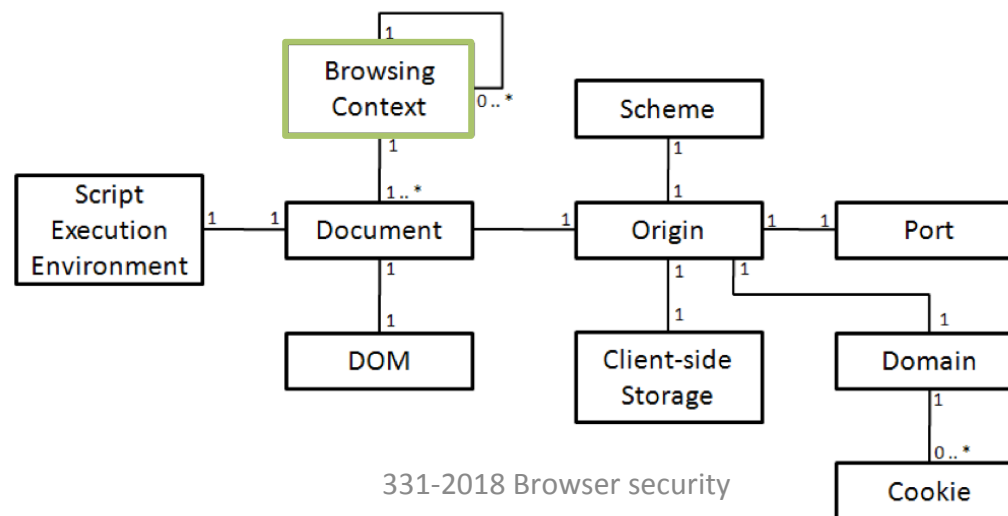 1
Browsing
Context
0 .. *
Scheme
1
1
1 .. *
1
Script
Execution
Environment
1
1
Document
1
Origin
1
1
Port
1
1
1
1
1
1
DOM
Client-side
Storage
Domain
1
0 .. *
331-2018 Browser security
Cookie